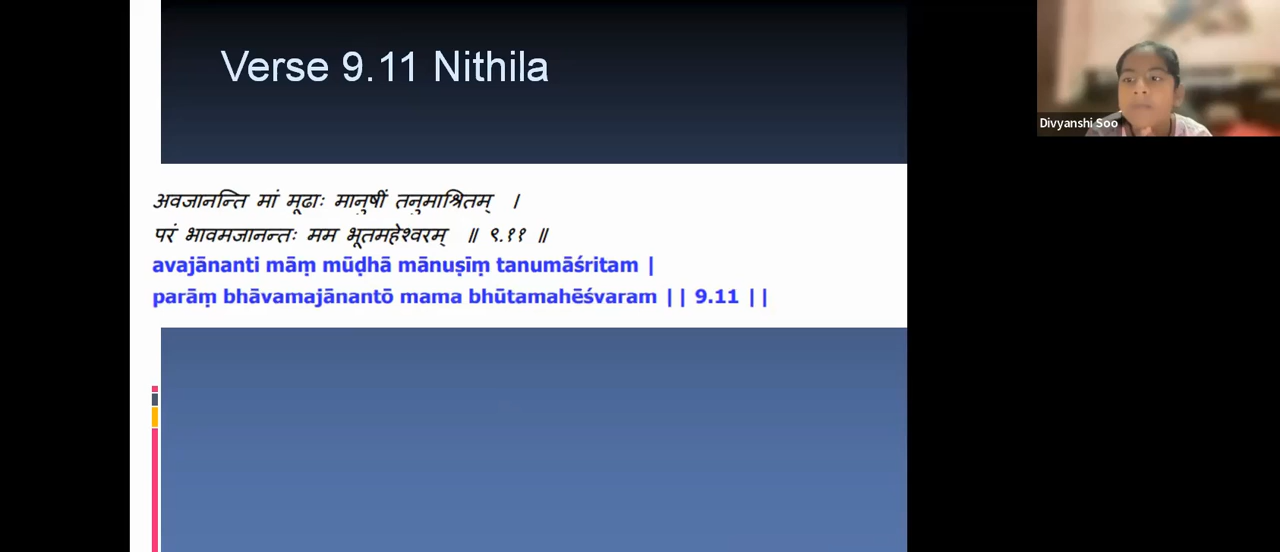 Verse 9.11 Nithila
Divyanshi Soo
अवजानन्ति मां मूढाः मानुषीं तनुमाश्रितम् ।
परं भावमजानन्तः मम भूतमहेश्वरम् ॥ ९.११ ॥
avajānanti māṃ mūḍhā mānuṣīṃ tanumāśritam |
parāṃ bhāvamajānantō mama bhūtamahēśvaram || 9.11 ||